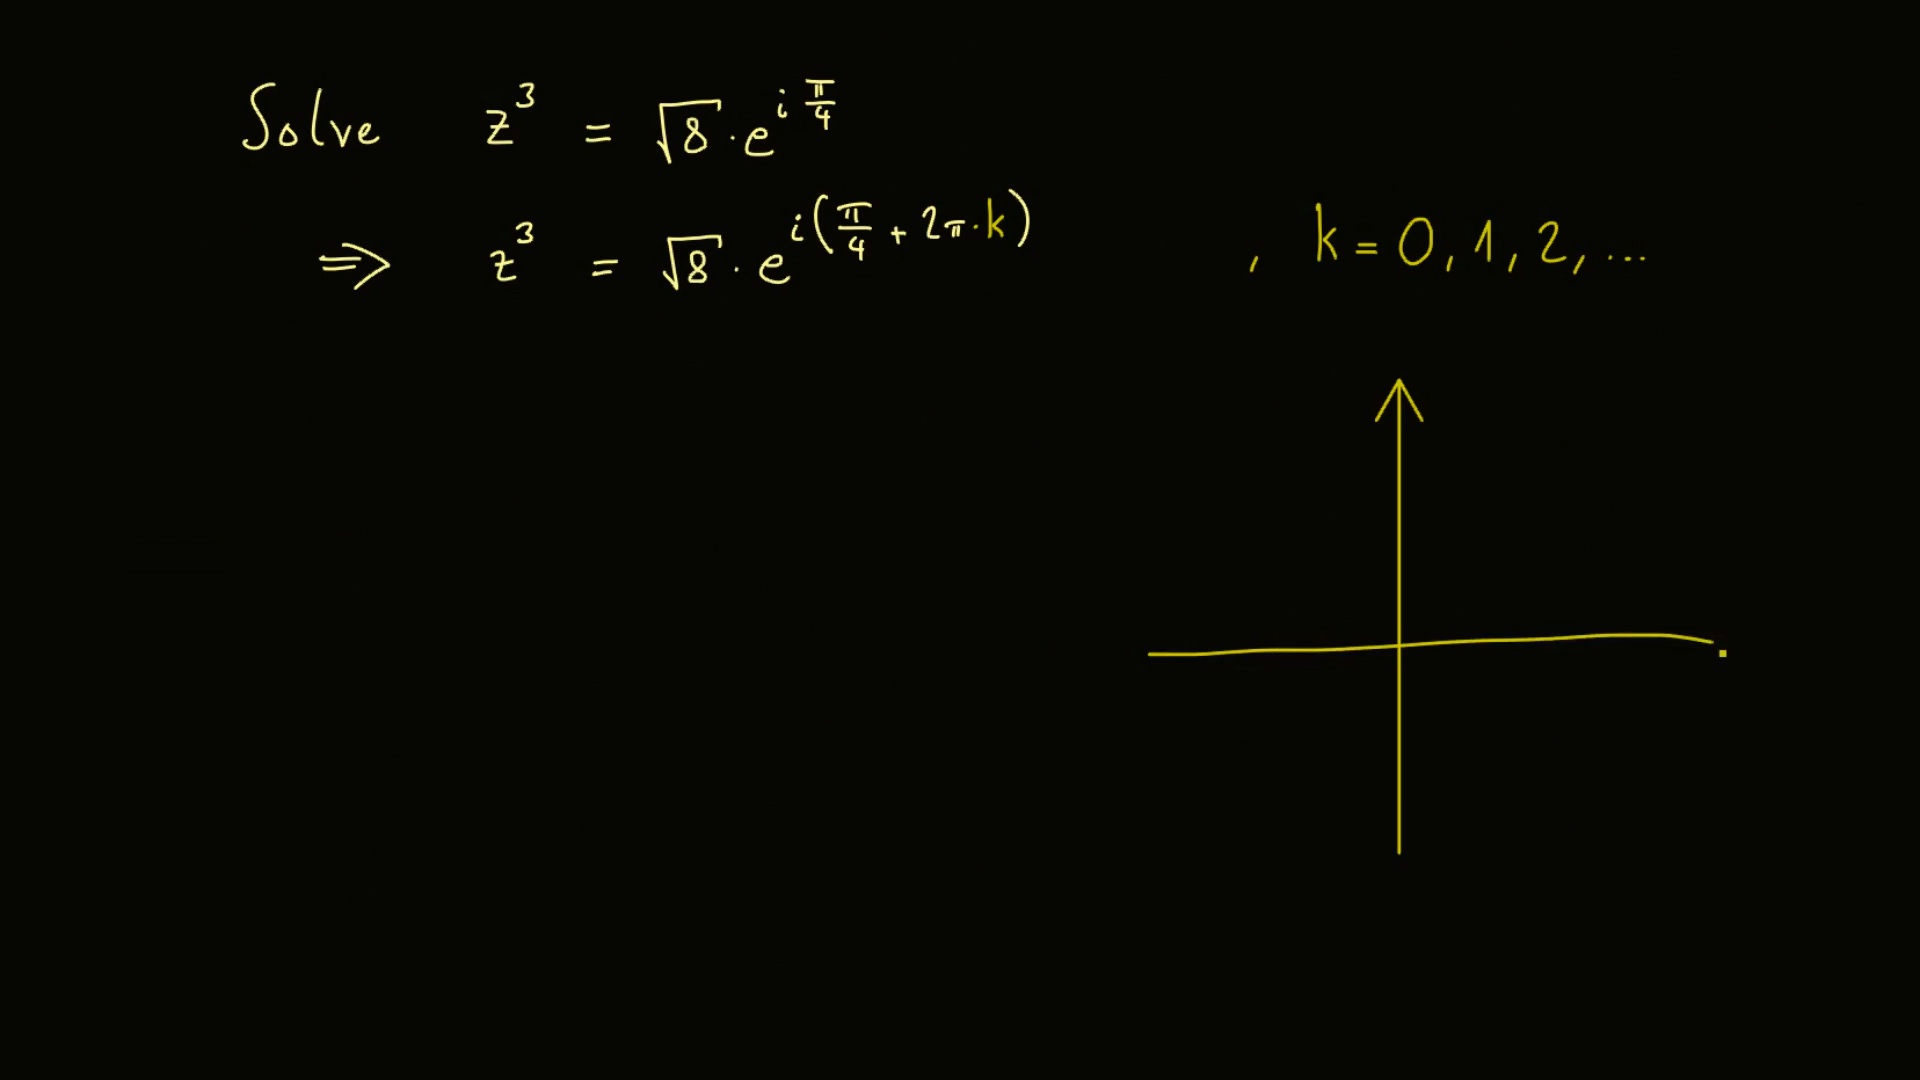 Solve z³ = √8 · e^{i π/4}
⇒ z³ = √8 · e^{i(π/4 + 2π·k)} , k = 0, 1, 2, ...